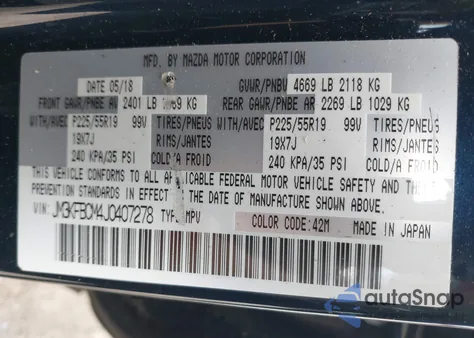 MFD. BY MAZDA MOTOR CORPORATION
DATE 05/18 GVWR/PNBV 4669 LB 2118 KG
FRONT GAWR/PNBE AV 2401 LB KG REAR GAWR/PNBE AR 2269 LB 1029 KG
WITH/AVEC P225/55R19 99V TIRES/PNEUS WITH/AVEC P225/55R19 99V TIRES/PNEUS
19X7J RIMS/JANTES 19X7J RIMS/JANTES
240 KPA/35 PSI COLD/A FROID 240 KPA/35 PSI COLD/A FROID
THIS VEHICLE CONFORMS TO ALL APPLICABLE FEDERAL MOTOR VEHICLE SAFETY AND THEFT
PREVENTION STANDARDS IN EFFECT ON THE DATE OF MANUFACTURE SHOWN ABOVE.
VIN: JM3KFBCM4J0407278 TYPE MPV COLOR CODE: 42M MADE IN JAPAN
autoSnap